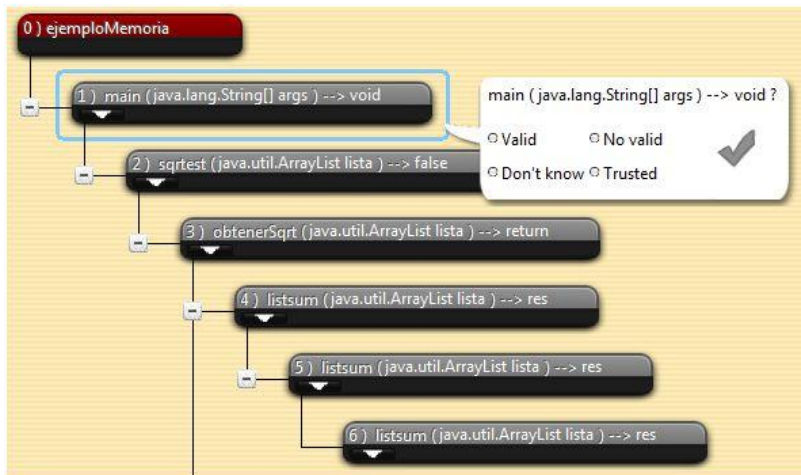 0 ) ejemploMemoria
1 ) main ( java.lang.String[] args ) --> void
main ( java.lang.String[] args ) --> void ?
Valid
No valid
2 ) sqrtest ( java.util.ArrayList lista ) --> false
Don't know
Trusted
3 ) obtenerSqrt ( java.util.ArrayList lista ) --> return
4 ) listsum ( java.util.ArrayList lista ) --> res
5 ) listsum ( java.util.ArrayList lista ) --> res
6 ) listsum ( java.util.ArrayList lista ) --> res